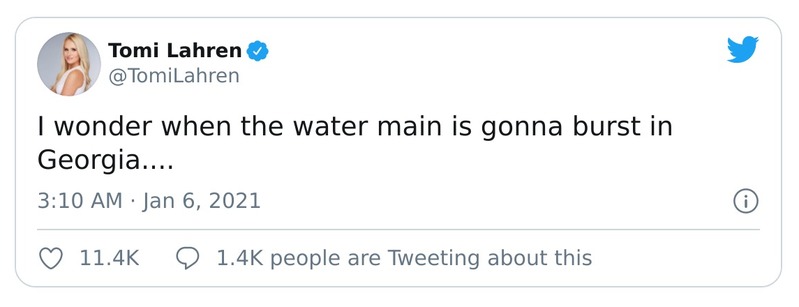 Tomi Lahren
@TomiLahren
I wonder when the water main is gonna burst in
Georgia....
3:10 AM · Jan 6, 2021
11.4K 1.4K people are Tweeting about this